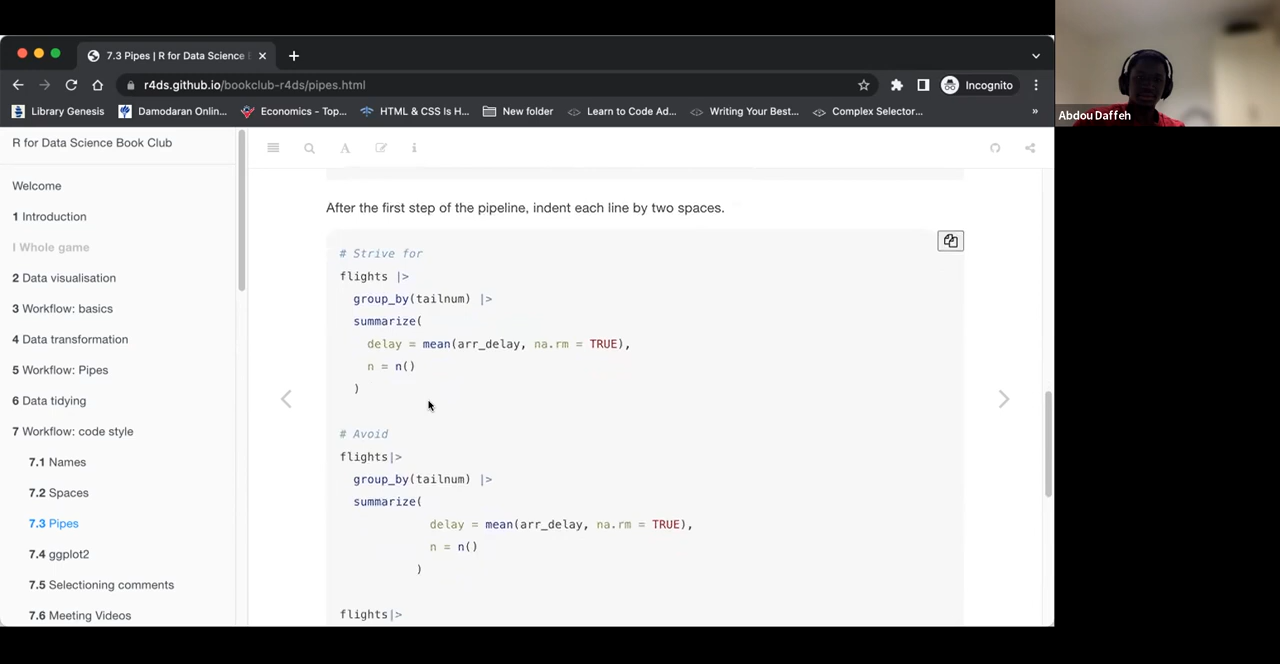 7.3 Pipes | R for Data Science
r4ds.github.io/bookclub-r4ds/pipes.html
Incognito
Library Genesis
Damodaran Onlin...
Economics - Top...
HTML & CSS Is H...
New folder
Learn to Code Ad...
Writing Your Best...
Complex Selector...
»
Abdou Daffeh
R for Data Science Book Club
Welcome
1 Introduction
I Whole game
2 Data visualisation
3 Workflow: basics
4 Data transformation
5 Workflow: Pipes
6 Data tidying
7 Workflow: code style
7.1 Names
7.2 Spaces
7.3 Pipes
7.4 ggplot2
7.5 Selectioning comments
7.6 Meeting Videos
After the first step of the pipeline, indent each line by two spaces.
# Strive for
flights |>
group_by(tailnum) |>
summarize(
delay = mean(arr_delay, na.rm = TRUE),
n = n()
)
# Avoid
flights|>
group_by(tailnum) |>
summarize(
delay = mean(arr_delay, na.rm = TRUE),
n = n()
)
flights|>